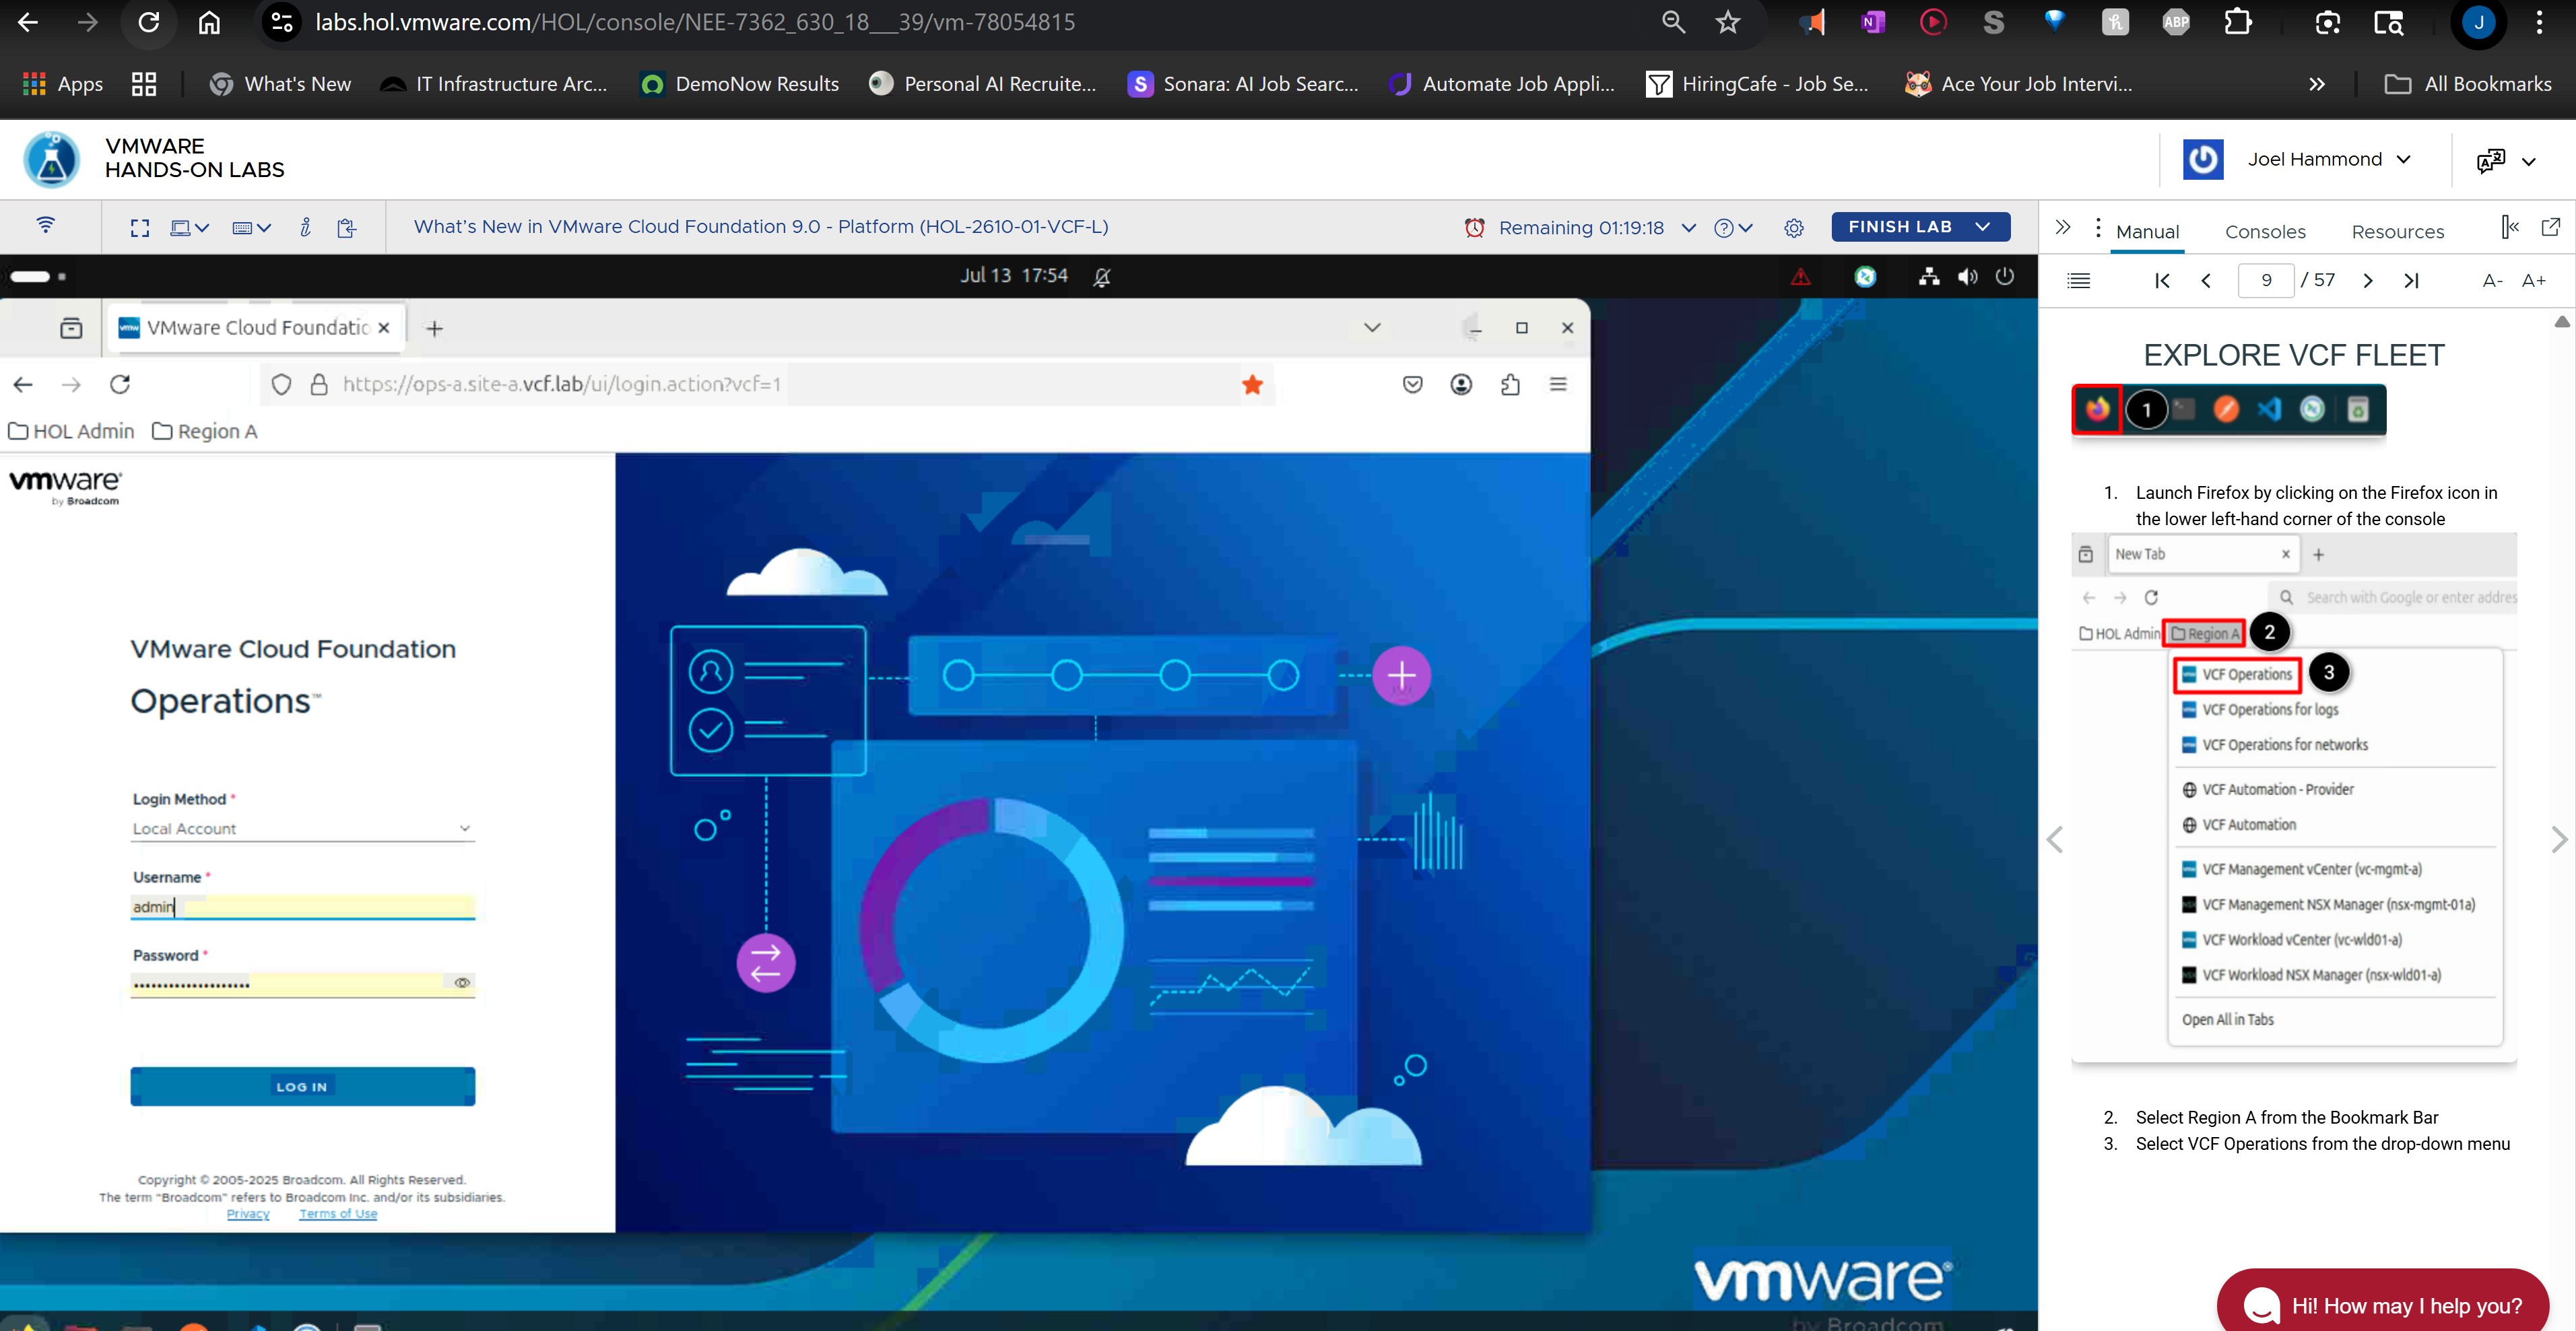 labs.hol.vmware.com/HOL/console/NEE-7362_630_18___39/vm-78054815
N
S
h
ABP
J
Apps
What's New
IT Infrastructure Arc...
DemoNow Results
Personal AI Recruite...
S
Sonara: AI Job Searc...
Automate Job Appli...
HiringCafe - Job Se...
Ace Your Job Intervi...
All Bookmarks
VMWARE
HANDS-ON LABS
Joel Hammond
What's New in VMware Cloud Foundation 9.0 - Platform (HOL-2610-01-VCF-L)
Remaining 01:19:18
FINISH LAB
Manual
Consoles
Resources
9 / 57
A-
A+
Jul 13 17:54
vmw
VMware Cloud Foundatic
https://ops-a.site-a.vcf.lab/ui/login.action?vcf=1
HOL Admin
Region A
vmware®
by Broadcom
VMware Cloud Foundation
Operations™
Login Method *
Local Account
Username *
admin
Password *
••••••••••••••••••••
LOG IN
Copyright © 2005-2025 Broadcom. All Rights Reserved.
The term "Broadcom" refers to Broadcom Inc. and/or its subsidiaries.
Privacy
Terms of Use
vmware®
by Broadcom
EXPLORE VCF FLEET
1
1. Launch Firefox by clicking on the Firefox icon in
the lower left-hand corner of the console
New Tab
Search with Google or enter addres
HOL Admin
Region A
2
VCF Operations
3
VCF Operations for logs
VCF Operations for networks
VCF Automation - Provider
VCF Automation
VCF Management vCenter (vc-mgmt-a)
VCF Management NSX Manager (nsx-mgmt-01a)
VCF Workload vCenter (vc-wld01-a)
VCF Workload NSX Manager (nsx-wld01-a)
Open All in Tabs
2. Select Region A from the Bookmark Bar
3. Select VCF Operations from the drop-down menu
Hi! How may I help you?